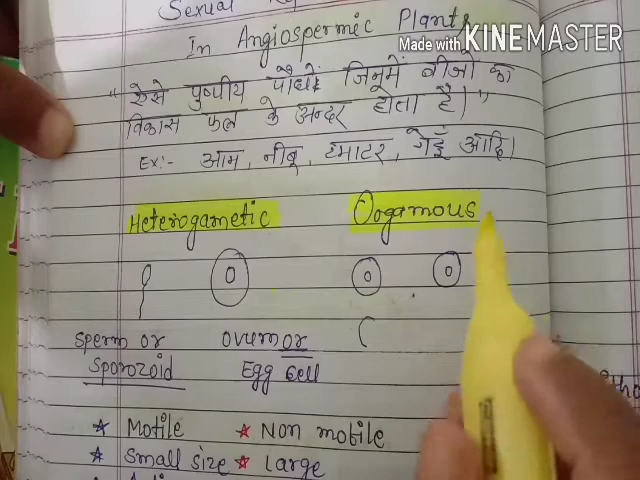 Sexual
In Angiospermic Plants
Made with KINEMASTER
"ऐसे पुष्पीय पौधें जिनमें बीजों का
विकास फल के अन्दर होता है।"
Ex:- आम, नीबू, टमाटर, गेहूँ आदि।
Heterogametic Oogamous
sperm or ovum or
sporozoid Egg cell
★ Motile ★ Non motile
★ Small size ★ Large